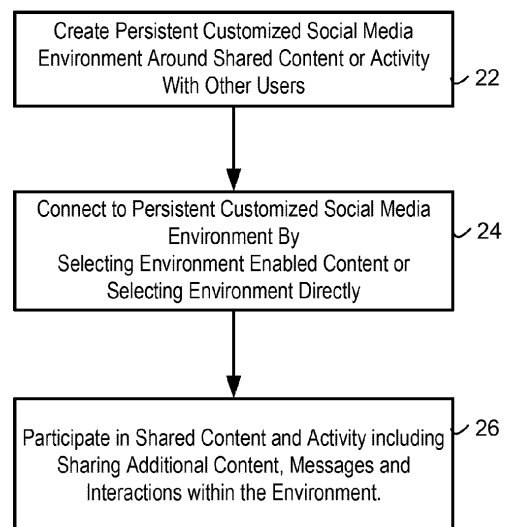 Create Persistent Customized Social Media
Environment Around Shared Content or Activity
With Other Users
22
Connect to Persistent Customized Social Media
Environment By
Selecting Environment Enabled Content or
Selecting Environment Directly
24
Participate in Shared Content and Activity including
Sharing Additional Content, Messages and
Interactions within the Environment.
26